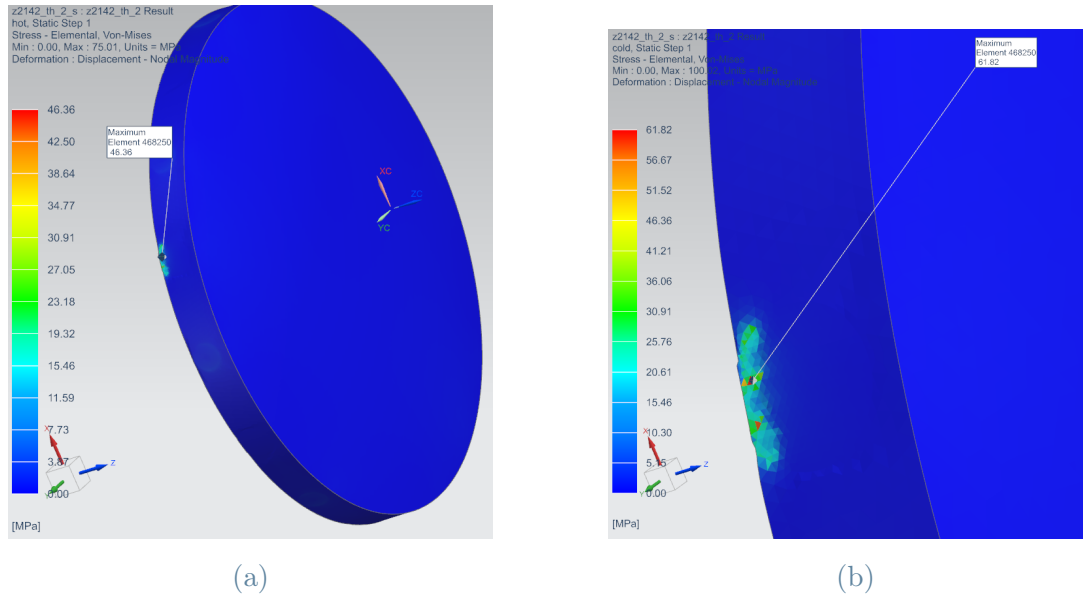 z2142_th_2_s : z2142_th_2 Result
hot, Static Step 1
Stress - Elemental, Von-Mises
Min : 0.00, Max : 75.01, Units = MPa
Deformation : Displacement - Nodal Magnitude
46.36
42.50
38.64
34.77
30.91
27.05
23.18
19.32
15.46
11.59
7.73
3.87
0.00
[MPa]
Maximum
Element 468250
46.36
XC
ZC
YC
X
Z
Y
(a)
z2142_th_2_s : z2142_th_2 Result
cold, Static Step 1
Stress - Elemental, Von-Mises
Min : 0.00, Max : 100. 2, Units = MPa
Deformation : Displacement - Nodal Magnitude
61.82
56.67
51.52
46.36
41.21
36.06
30.91
25.76
20.61
15.46
10.30
5.15
0.00
[MPa]
Maximum
Element 468250
61.82
X
Z
Y
(b)